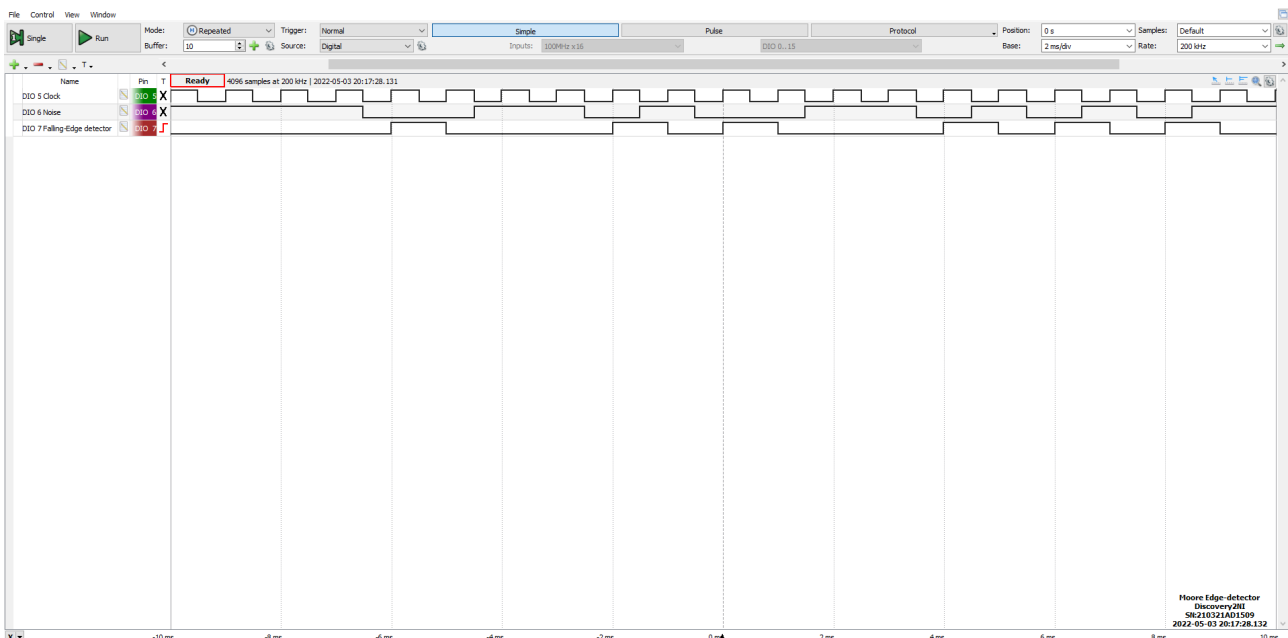 File Control View Window
Single Run Mode: Repeated Trigger: Normal Simple Pulse Protocol Position: 0 s Samples: Default
Buffer: 10 Source: Digital Inputs: 100MHz x16 DIO 0...15 Base: 2 ms/div Rate: 200 kHz
Name Pin T Ready 4096 samples at 200 kHz | 2022-05-03 20:17:28.131
DIO 5 Clock DIO 5 X
DIO 6 Noise DIO 6 X
DIO 7 Falling-Edge detector DIO 7
Moore Edge-detector
Discovery2NI
SN:210321AD1509
2022-05-03 20:17:28.132
X -10 ms -8 ms -6 ms -4 ms -2 ms 0 ms 2 ms 4 ms 6 ms 8 ms 10 ms